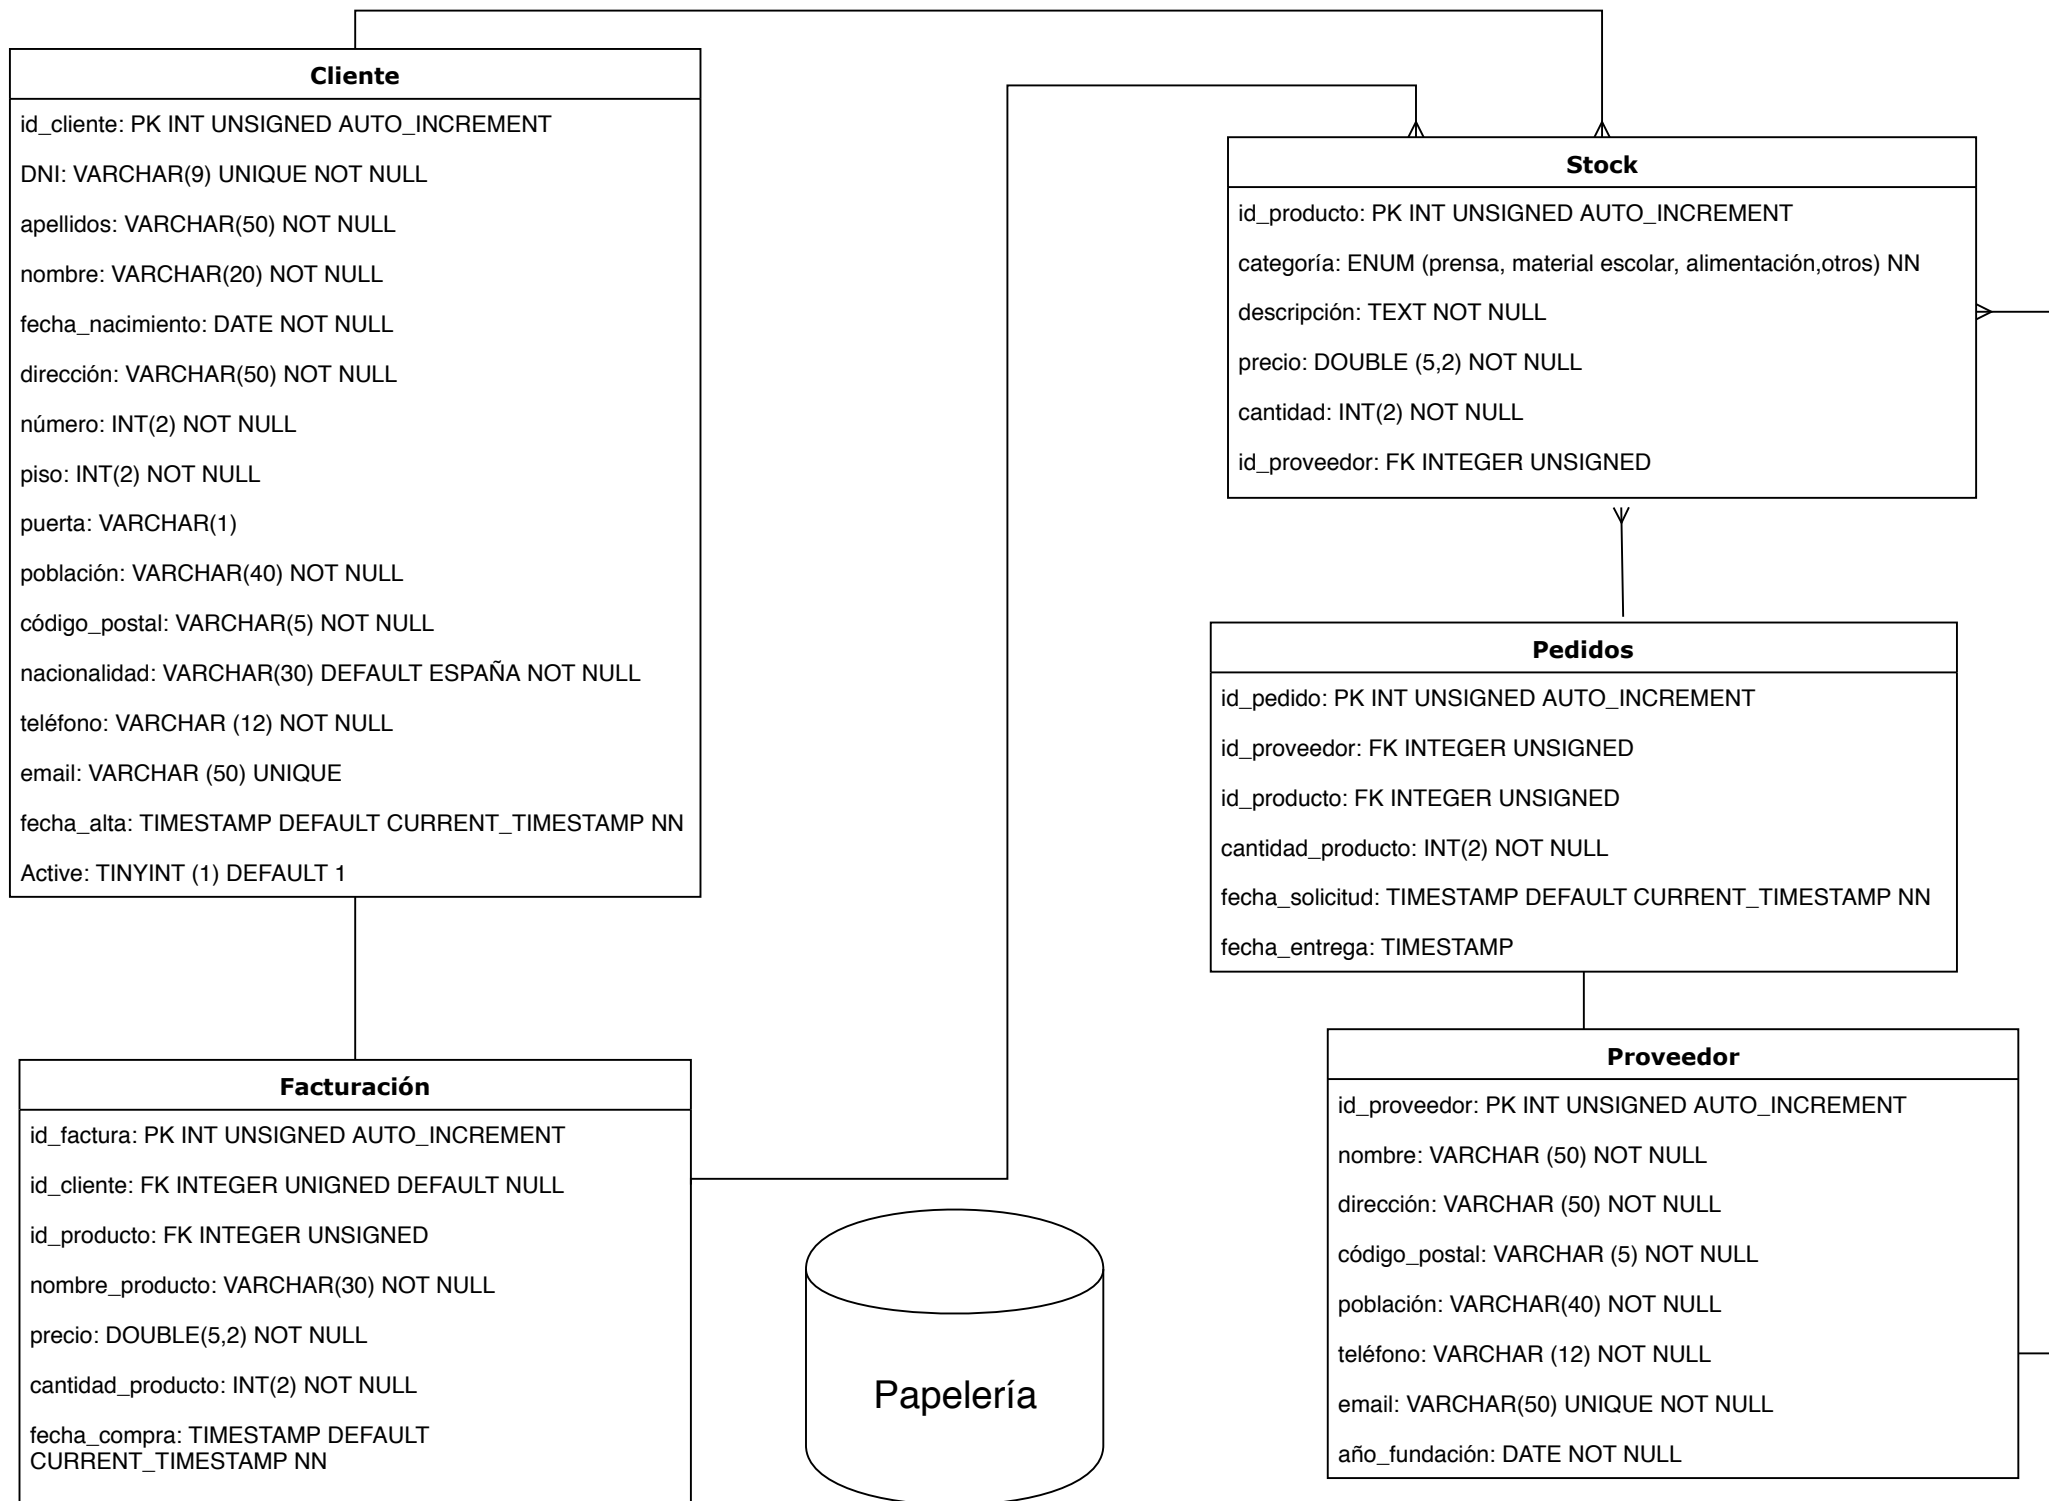 Cliente
id_cliente: PK INT UNSIGNED AUTO_INCREMENT
DNI: VARCHAR(9) UNIQUE NOT NULL
apellidos: VARCHAR(50) NOT NULL
nombre: VARCHAR(20) NOT NULL
fecha_nacimiento: DATE NOT NULL
dirección: VARCHAR(50) NOT NULL
número: INT(2) NOT NULL
piso: INT(2) NOT NULL
puerta: VARCHAR(1)
población: VARCHAR(40) NOT NULL
código_postal: VARCHAR(5) NOT NULL
nacionalidad: VARCHAR(30) DEFAULT ESPAÑA NOT NULL
teléfono: VARCHAR (12) NOT NULL
email: VARCHAR (50) UNIQUE
fecha_alta: TIMESTAMP DEFAULT CURRENT_TIMESTAMP NN
Active: TINYINT (1) DEFAULT 1
Stock
id_producto: PK INT UNSIGNED AUTO_INCREMENT
categoría: ENUM (prensa, material escolar, alimentación,otros) NN
descripción: TEXT NOT NULL
precio: DOUBLE (5,2) NOT NULL
cantidad: INT(2) NOT NULL
id_proveedor: FK INTEGER UNSIGNED
Pedidos
id_pedido: PK INT UNSIGNED AUTO_INCREMENT
id_proveedor: FK INTEGER UNSIGNED
id_producto: FK INTEGER UNSIGNED
cantidad_producto: INT(2) NOT NULL
fecha_solicitud: TIMESTAMP DEFAULT CURRENT_TIMESTAMP NN
fecha_entrega: TIMESTAMP
Facturación
id_factura: PK INT UNSIGNED AUTO_INCREMENT
id_cliente: FK INTEGER UNIGNED DEFAULT NULL
id_producto: FK INTEGER UNSIGNED
nombre_producto: VARCHAR(30) NOT NULL
precio: DOUBLE(5,2) NOT NULL
cantidad_producto: INT(2) NOT NULL
fecha_compra: TIMESTAMP DEFAULT
CURRENT_TIMESTAMP NN
Papelería
Proveedor
id_proveedor: PK INT UNSIGNED AUTO_INCREMENT
nombre: VARCHAR (50) NOT NULL
dirección: VARCHAR (50) NOT NULL
código_postal: VARCHAR (5) NOT NULL
población: VARCHAR(40) NOT NULL
teléfono: VARCHAR (12) NOT NULL
email: VARCHAR(50) UNIQUE NOT NULL
año_fundación: DATE NOT NULL